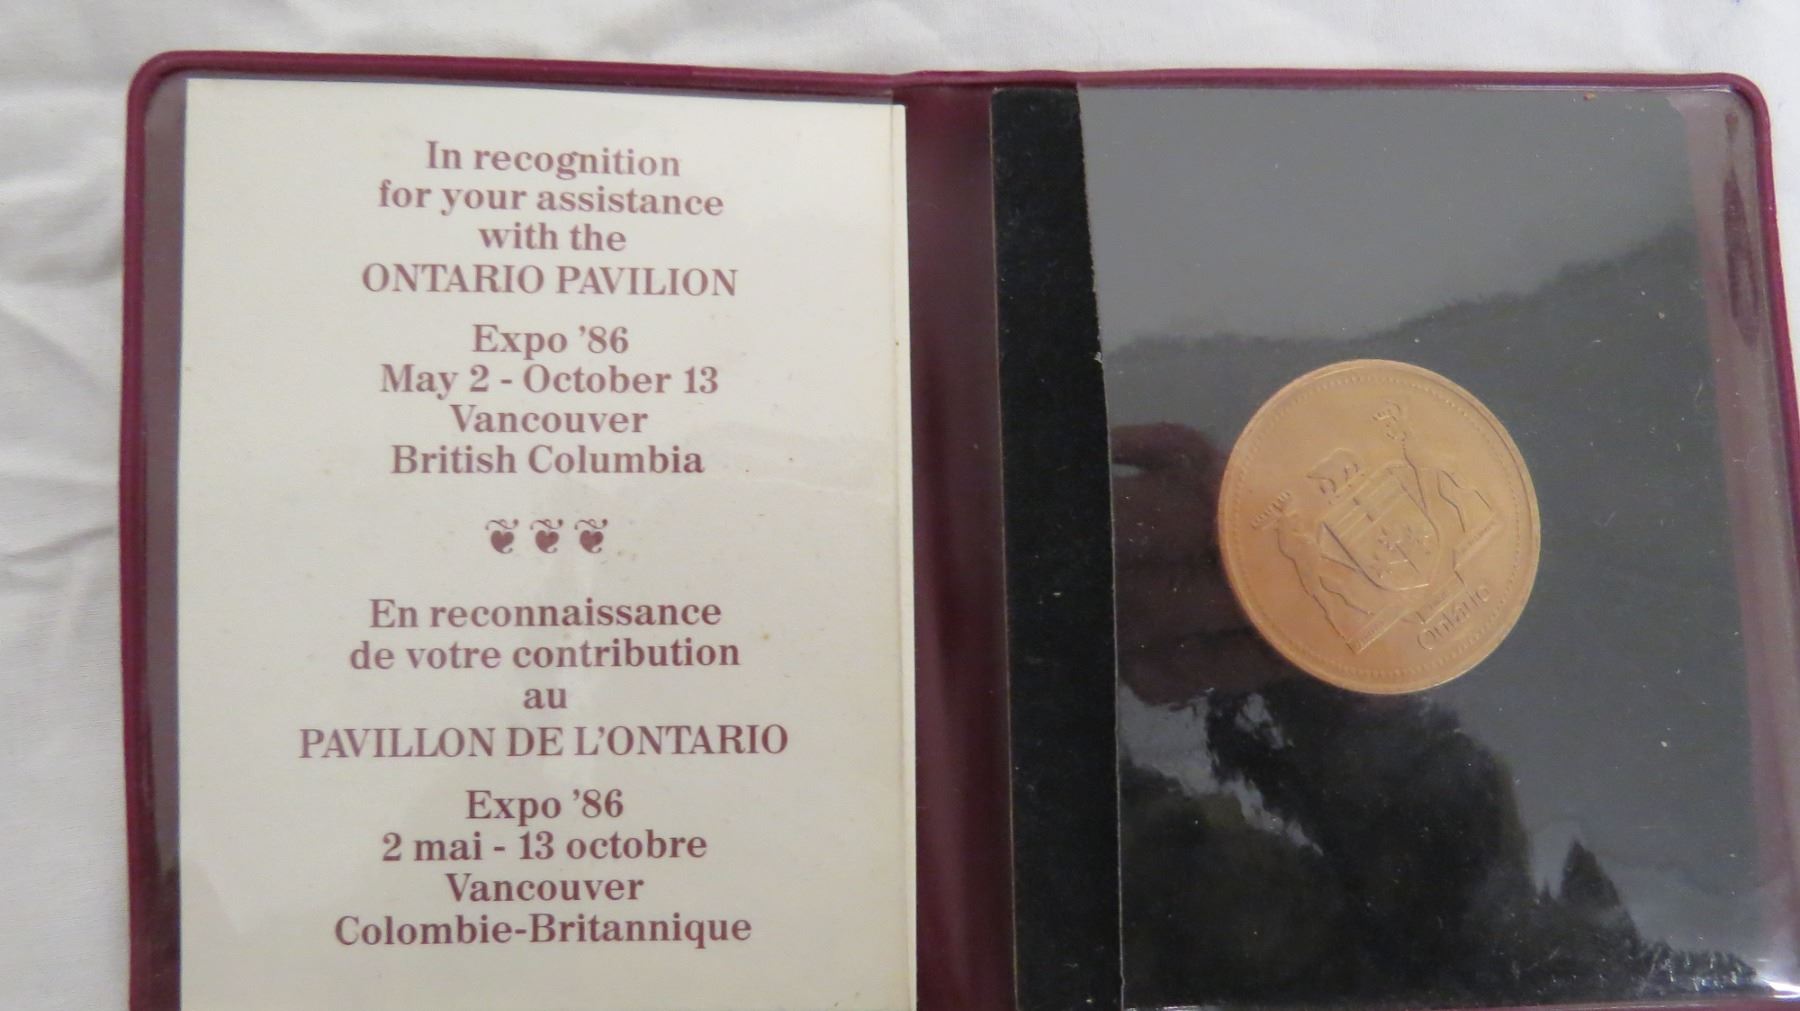 In recognition
for your assistance
with the
ONTARIO PAVILION
Expo ’86
May 2 - October 13
Vancouver
British Columbia
En reconnaissance
de votre contribution
au
PAVILLON DE L’ONTARIO
Expo ’86
2 mai - 13 octobre
Vancouver
Colombie-Britannique
Ontario